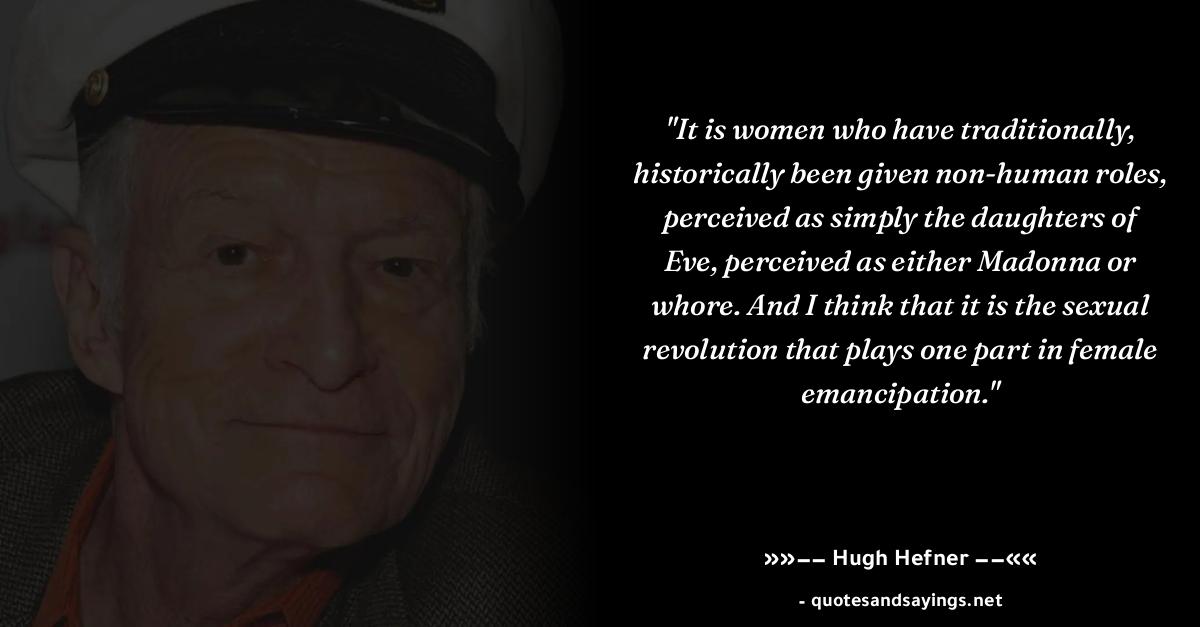 "It is women who have traditionally,
historically been given non-human roles,
perceived as simply the daughters of
Eve, perceived as either Madonna or
whore. And I think that it is the sexual
revolution that plays one part in female
emancipation."
»»−− Hugh Hefner −−««
- quotesandsayings.net